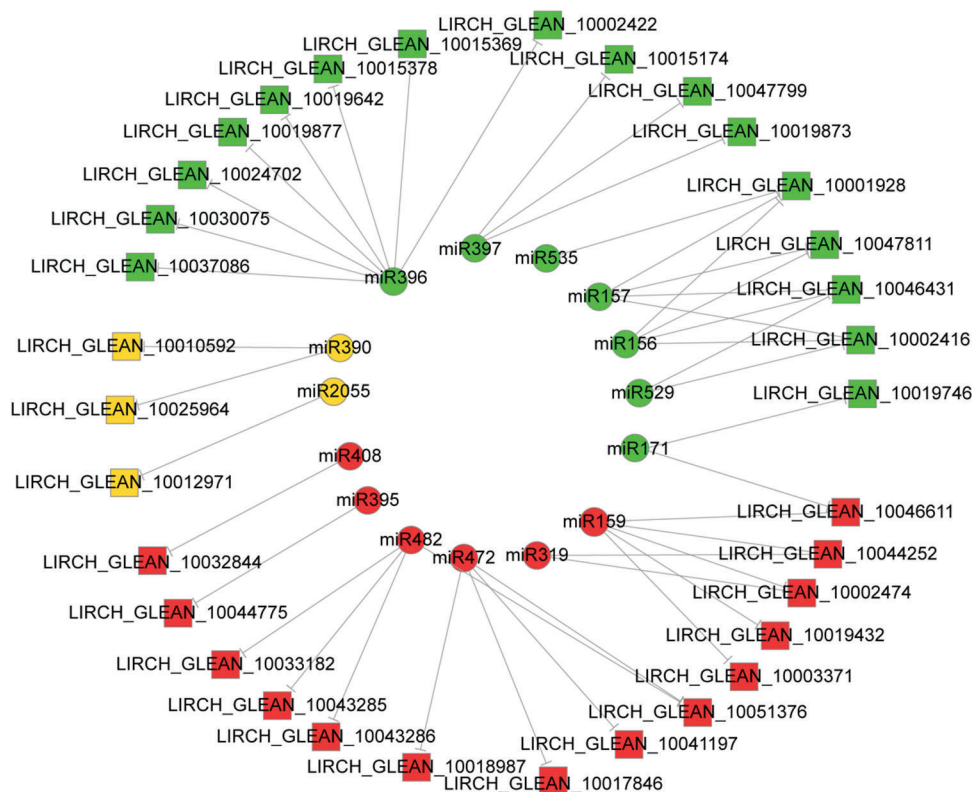 LIRCH_GLEAN_10002422
LIRCH_GLEAN_10015369
LIRCH_GLEAN_10015174
LIRCH_GLEAN_10015378
LIRCH_GLEAN_10047799
LIRCH_GLEAN_10019642
LIRCH_GLEAN_10019877
LIRCH_GLEAN_10019873
LIRCH_GLEAN_10024702
LIRCH_GLEAN_10001928
LIRCH_GLEAN_10030075
LIRCH_GLEAN_10047811
miR397
miR535
LIRCH_GLEAN_10037086
miR396
LIRCH_GLEAN_10046431
miR157
LIRCH_GLEAN_10002416
miR156
LIRCH_GLEAN_10010592
miR390
miR2055
miR529
LIRCH_GLEAN_10019746
LIRCH_GLEAN_10025964
miR171
miR408
LIRCH_GLEAN_10012971
miR395
LIRCH_GLEAN_10046611
miR159
miR482
miR472
miR319
LIRCH_GLEAN_10044252
LIRCH_GLEAN_10032844
LIRCH_GLEAN_10002474
LIRCH_GLEAN_10044775
LIRCH_GLEAN_10019432
LIRCH_GLEAN_10033182
LIRCH_GLEAN_10003371
LIRCH_GLEAN_10043285
LIRCH_GLEAN_10051376
LIRCH_GLEAN_10043286
LIRCH_GLEAN_10041197
LIRCH_GLEAN_10018987
LIRCH_GLEAN_10017846